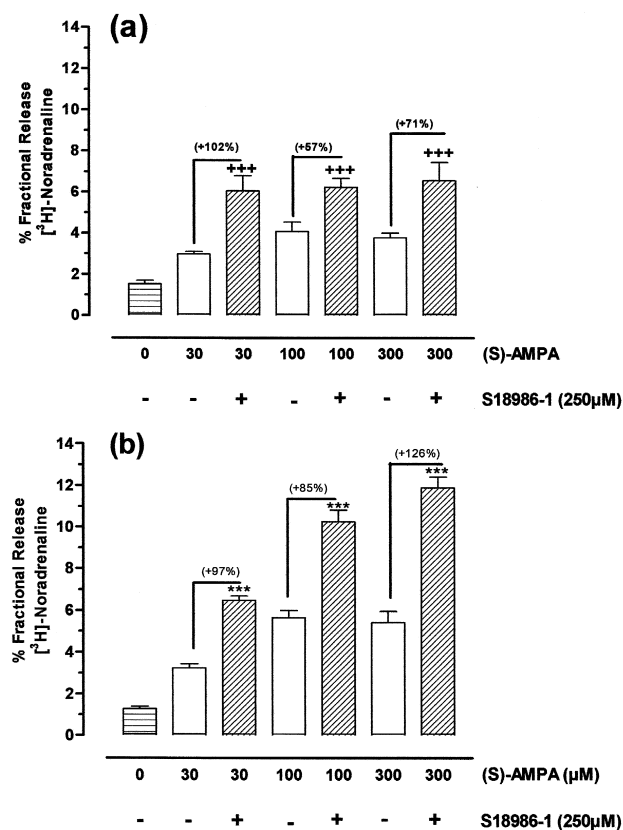 (a)
% Fractional Release
[³H]-Noradrenaline
14
12
10
8
6
4
2
0
(+102%)
(+57%)
(+71%)
+++
+++
+++
0 30 30 100 100 300 300 (S)-AMPA
- - + - + - + S18986-1 (250µM)
(b)
% Fractional Release
[³H]-Noradrenaline
14
12
10
8
6
4
2
0
(+97%)
(+85%)
(+126%)
***
***
***
0 30 30 100 100 300 300 (S)-AMPA (µM)
- - + - + - + S18986-1 (250µM)